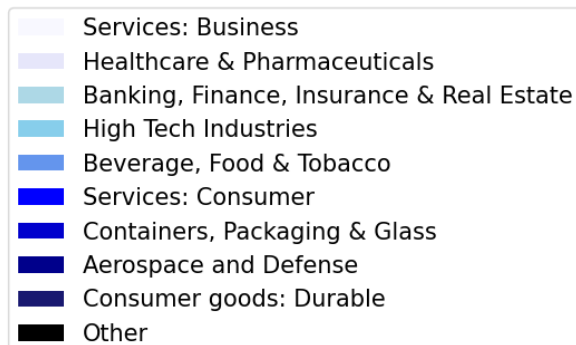 Services: Business
Healthcare & Pharmaceuticals
Banking, Finance, Insurance & Real Estate
High Tech Industries
Beverage, Food & Tobacco
Services: Consumer
Containers, Packaging & Glass
Aerospace and Defense
Consumer goods: Durable
Other